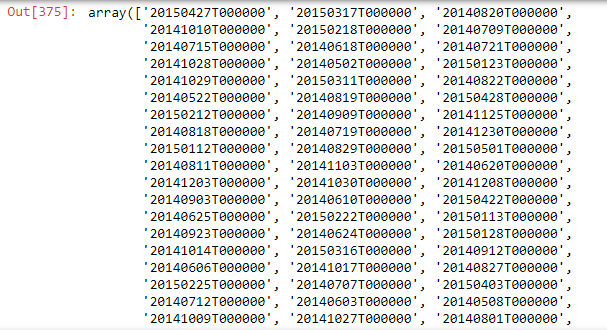 Out[375]: array(['20150427T000000', '20150317T000000', '20140820T000000',
'20141010T000000', '20150218T000000', '20140709T000000',
'20140715T000000', '20140618T000000', '20140721T000000',
'20141028T000000', '20140502T000000', '20150123T000000',
'20141029T000000', '20150311T000000', '20140822T000000',
'20140522T000000', '20140819T000000', '20150428T000000',
'20150212T000000', '20140909T000000', '20141125T000000',
'20140818T000000', '20140719T000000', '20141230T000000',
'20150112T000000', '20140829T000000', '20150501T000000',
'20140811T000000', '20141103T000000', '20140620T000000',
'20141203T000000', '20141030T000000', '20141208T000000',
'20140903T000000', '20140610T000000', '20150422T000000',
'20140625T000000', '20150222T000000', '20150113T000000',
'20140923T000000', '20140624T000000', '20150128T000000',
'20141014T000000', '20150316T000000', '20140912T000000',
'20140606T000000', '20141017T000000', '20140827T000000',
'20150225T000000', '20140707T000000', '20150403T000000',
'20140712T000000', '20140603T000000', '20140508T000000',
'20141009T000000', '20141027T000000', '20140801T000000',